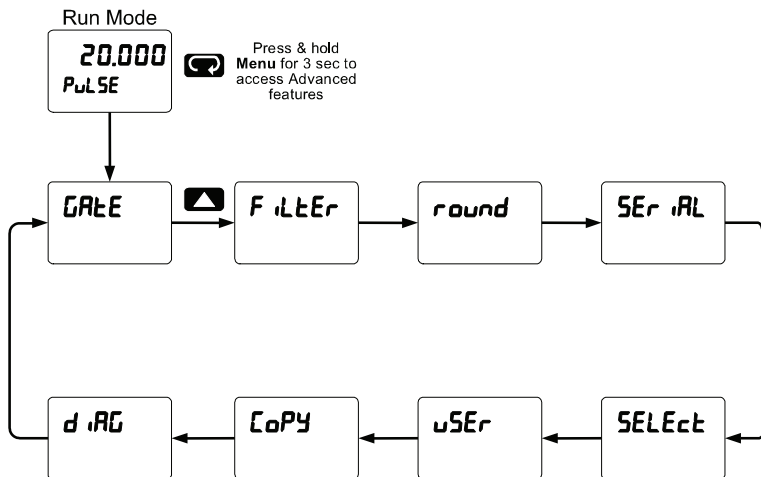 Run Mode
20.000
PuLSE
Press & hold
Menu for 3 sec to
access Advanced
features
GAtE
FiLtEr
round
SEriAL
diAG
CoPY
uSEr
SELEct